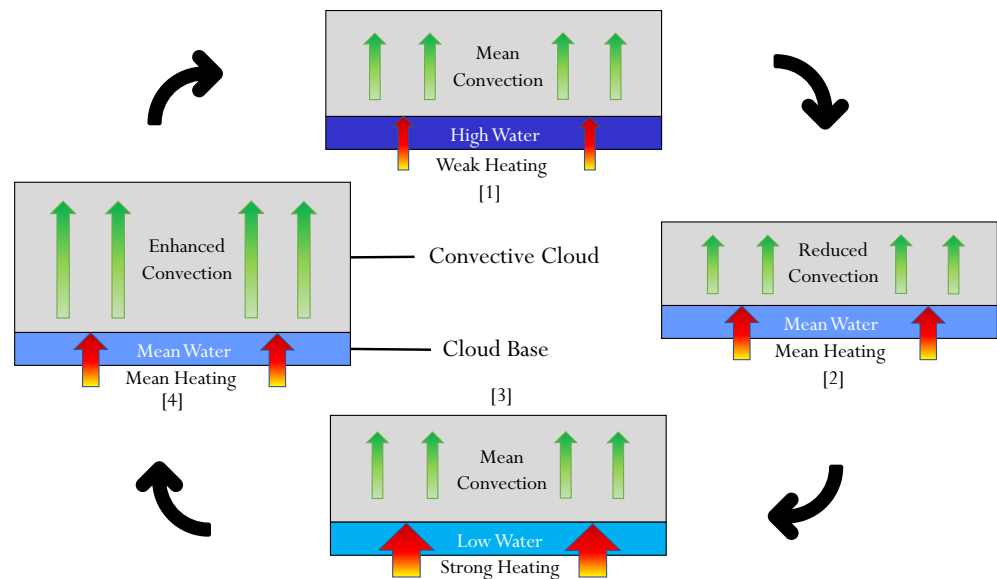 Mean
Convection
High Water
Weak Heating
[1]
Enhanced
Convection
Mean Water
Mean Heating
[4]
Convective Cloud
Cloud Base
Reduced
Convection
Mean Water
Mean Heating
[2]
[3]
Mean
Convection
Low Water
Strong Heating